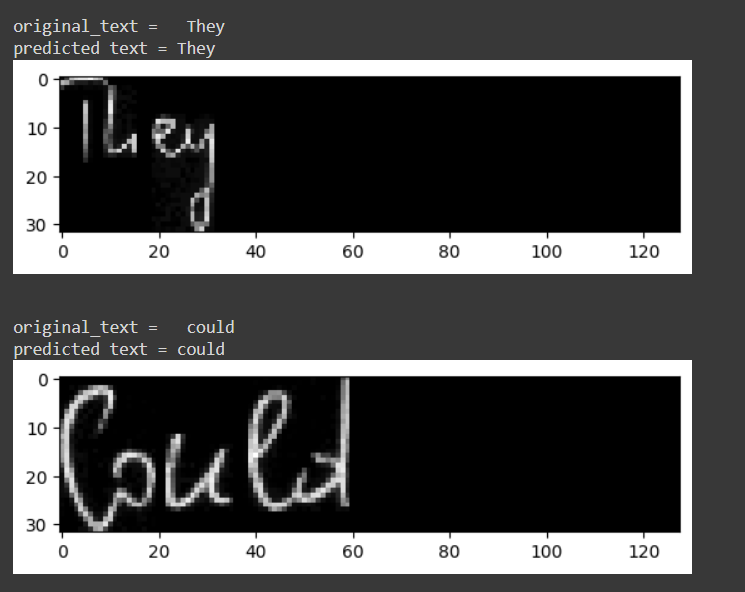 original_text =   They
predicted text = They
0
They
10
20
30
0 20 40 60 80 100 120
original_text =   could
predicted text = could
0
Could
10
20
30
0 20 40 60 80 100 120